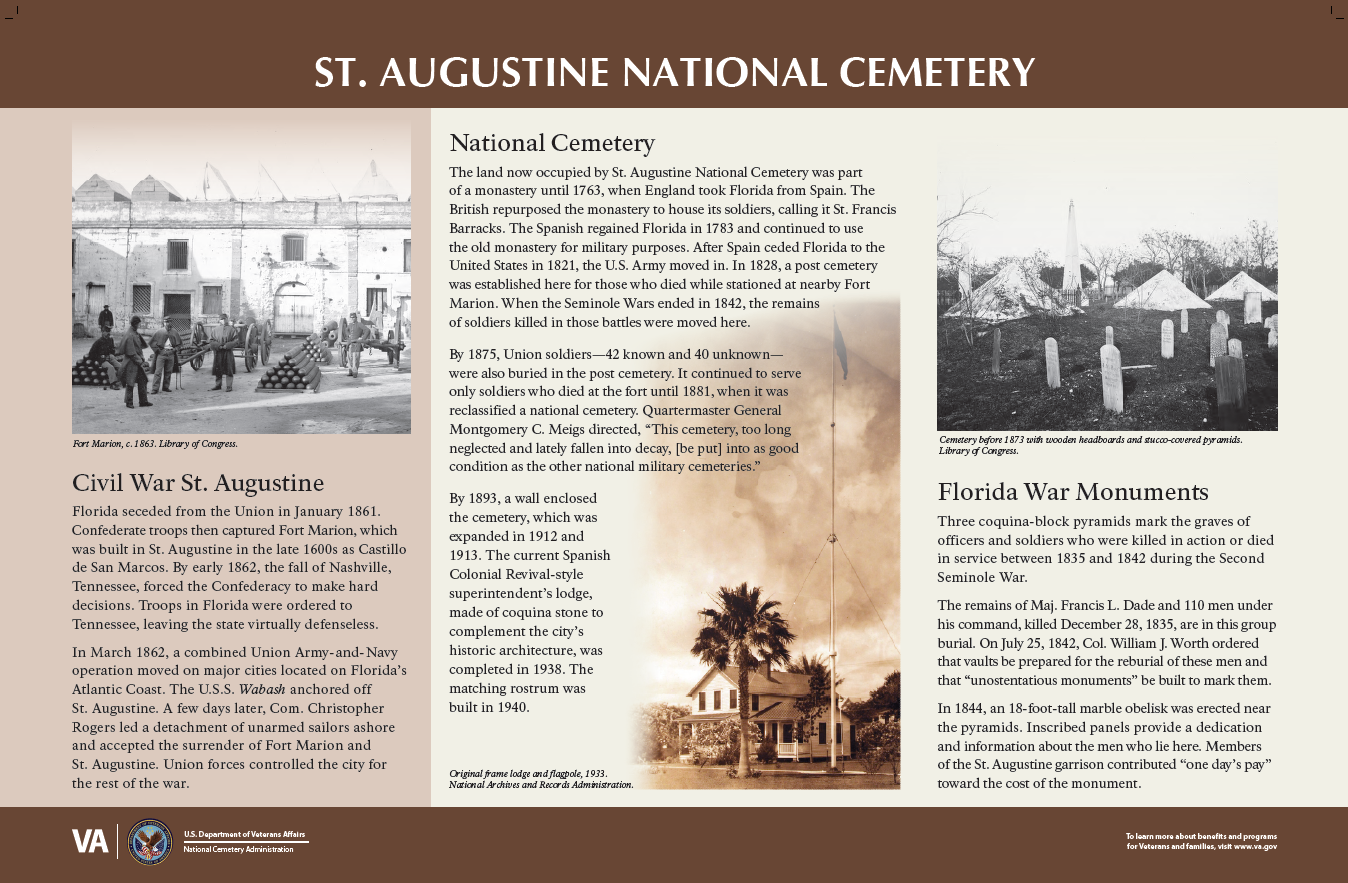 ST. AUGUSTINE NATIONAL CEMETERY
Fort Marion, c. 1863. Library of Congress.
Civil War St. Augustine
Florida seceded from the Union in January 1861.
Confederate troops then captured Fort Marion, which
was built in St. Augustine in the late 1600s as Castillo
de San Marcos. By early 1862, the fall of Nashville,
Tennessee, forced the Confederacy to make hard
decisions. Troops in Florida were ordered to
Tennessee, leaving the state virtually defenseless.
In March 1862, a combined Union Army-and-Navy
operation moved on major cities located on Florida’s
Atlantic Coast. The U.S.S. Wabash anchored off
St. Augustine. A few days later, Com. Christopher
Rogers led a detachment of unarmed sailors ashore
and accepted the surrender of Fort Marion and
St. Augustine. Union forces controlled the city for
the rest of the war.
National Cemetery
The land now occupied by St. Augustine National Cemetery was part
of a monastery until 1763, when England took Florida from Spain. The
British repurposed the monastery to house its soldiers, calling it St. Francis
Barracks. The Spanish regained Florida in 1783 and continued to use
the old monastery for military purposes. After Spain ceded Florida to the
United States in 1821, the U.S. Army moved in. In 1828, a post cemetery
was established here for those who died while stationed at nearby Fort
Marion. When the Seminole Wars ended in 1842, the remains
of soldiers killed in those battles were moved here.
By 1875, Union soldiers—42 known and 40 unknown—
were also buried in the post cemetery. It continued to serve
only soldiers who died at the fort until 1881, when it was
reclassified a national cemetery. Quartermaster General
Montgomery C. Meigs directed, “This cemetery, too long
neglected and lately fallen into decay, [be put] into as good
condition as the other national military cemeteries.”
By 1893, a wall enclosed
the cemetery, which was
expanded in 1912 and
1913. The current Spanish
Colonial Revival-style
superintendent’s lodge,
made of coquina stone to
complement the city’s
historic architecture, was
completed in 1938. The
matching rostrum was
built in 1940.
Original frame lodge and flagpole, 1933.
National Archives and Records Administration.
Cemetery before 1873 with wooden headboards and stucco-covered pyramids.
Library of Congress.
Florida War Monuments
Three coquina-block pyramids mark the graves of
officers and soldiers who were killed in action or died
in service between 1835 and 1842 during the Second
Seminole War.
The remains of Maj. Francis L. Dade and 110 men under
his command, killed December 28, 1835, are in this group
burial. On July 25, 1842, Col. William J. Worth ordered
that vaults be prepared for the reburial of these men and
that “unostentatious monuments” be built to mark them.
In 1844, an 18-foot-tall marble obelisk was erected near
the pyramids. Inscribed panels provide a dedication
and information about the men who lie here. Members
of the St. Augustine garrison contributed “one day’s pay”
toward the cost of the monument.
VA
U.S. Department of Veterans Affairs
National Cemetery Administration
To learn more about benefits and programs
for Veterans and families, visit www.va.gov